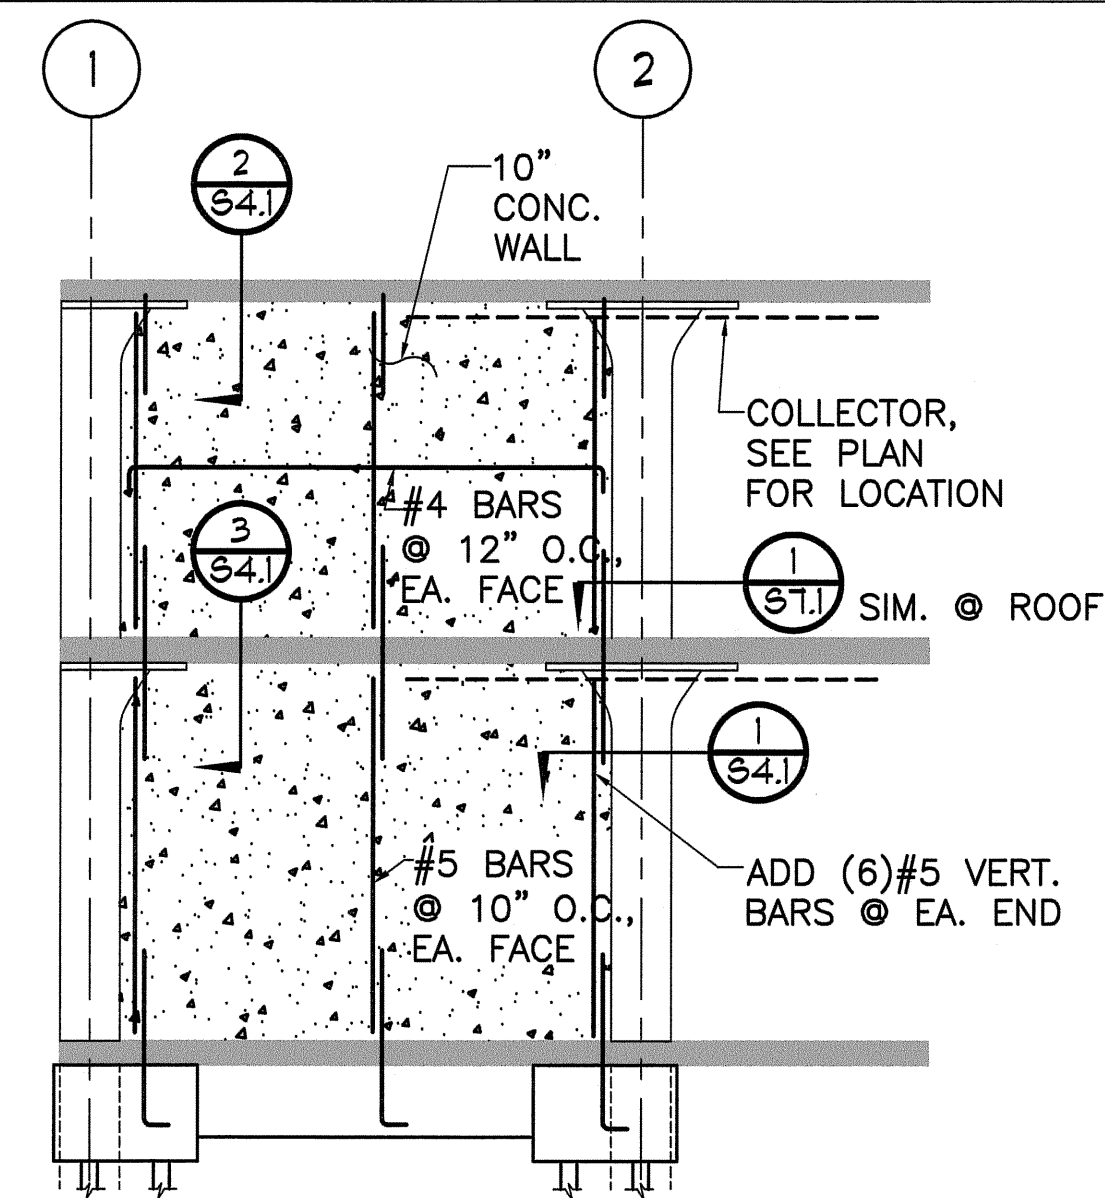 1
2
2
S4.1
10"
CONC.
WALL
COLLECTOR,
SEE PLAN
FOR LOCATION
#4 BARS
@ 12" O.C.,
EA. FACE
3
S4.1
1
S7.1
SIM. @ ROOF
1
S4.1
#5 BARS
@ 10" O.C.,
EA. FACE
ADD (6)#5 VERT.
BARS @ EA. END